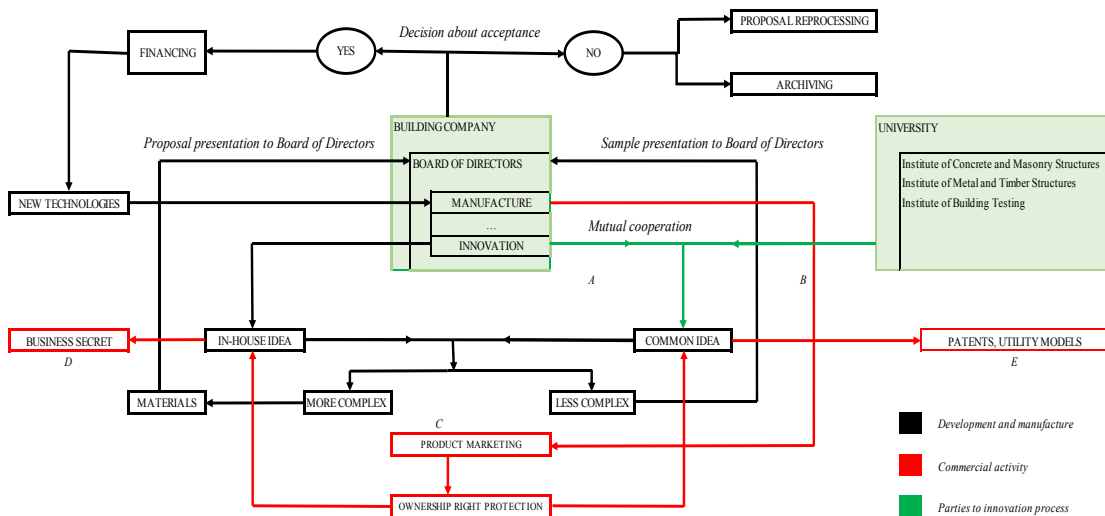 PROPOSAL REPROCESSING
Decision about acceptance
FINANCING
YES
NO
ARCHIVING
BUILDING COMPANY
UNIVERSITY
Proposal presentation to Board of Directors
Sample presentation to Board of Directors
BOARD OF DIRECTORS
Institute of Concrete and Masonry Structures
Institute of Metal and Timber Structures
Institute of Building Testing
NEW TECHNOLOGIES
MANUFACTURE
...
Mutual cooperation
INNOVATION
A
B
BUSINESS SECRET
IN-HOUSE IDEA
COMMON IDEA
PATENTS, UTILITY MODELS
D
E
MATERIALS
MORE COMPLEX
LESS COMPLEX
C
Development and manufacture
PRODUCT MARKETING
Commercial activity
OWNERSHIP RIGHT PROTECTION
Parties to innovation process